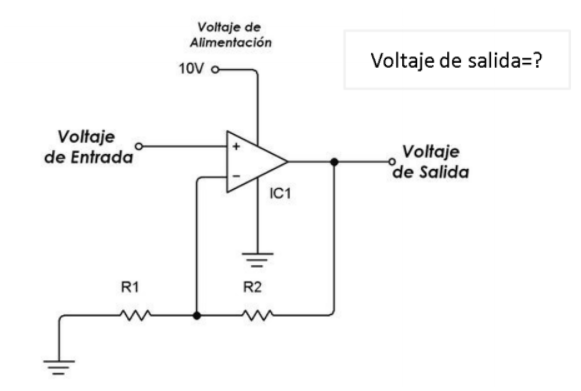 Voltaje de
Alimentación
10V
Voltaje de salida=?
Voltaje
de Entrada
+
−
IC1
Voltaje
de Salida
R1
R2